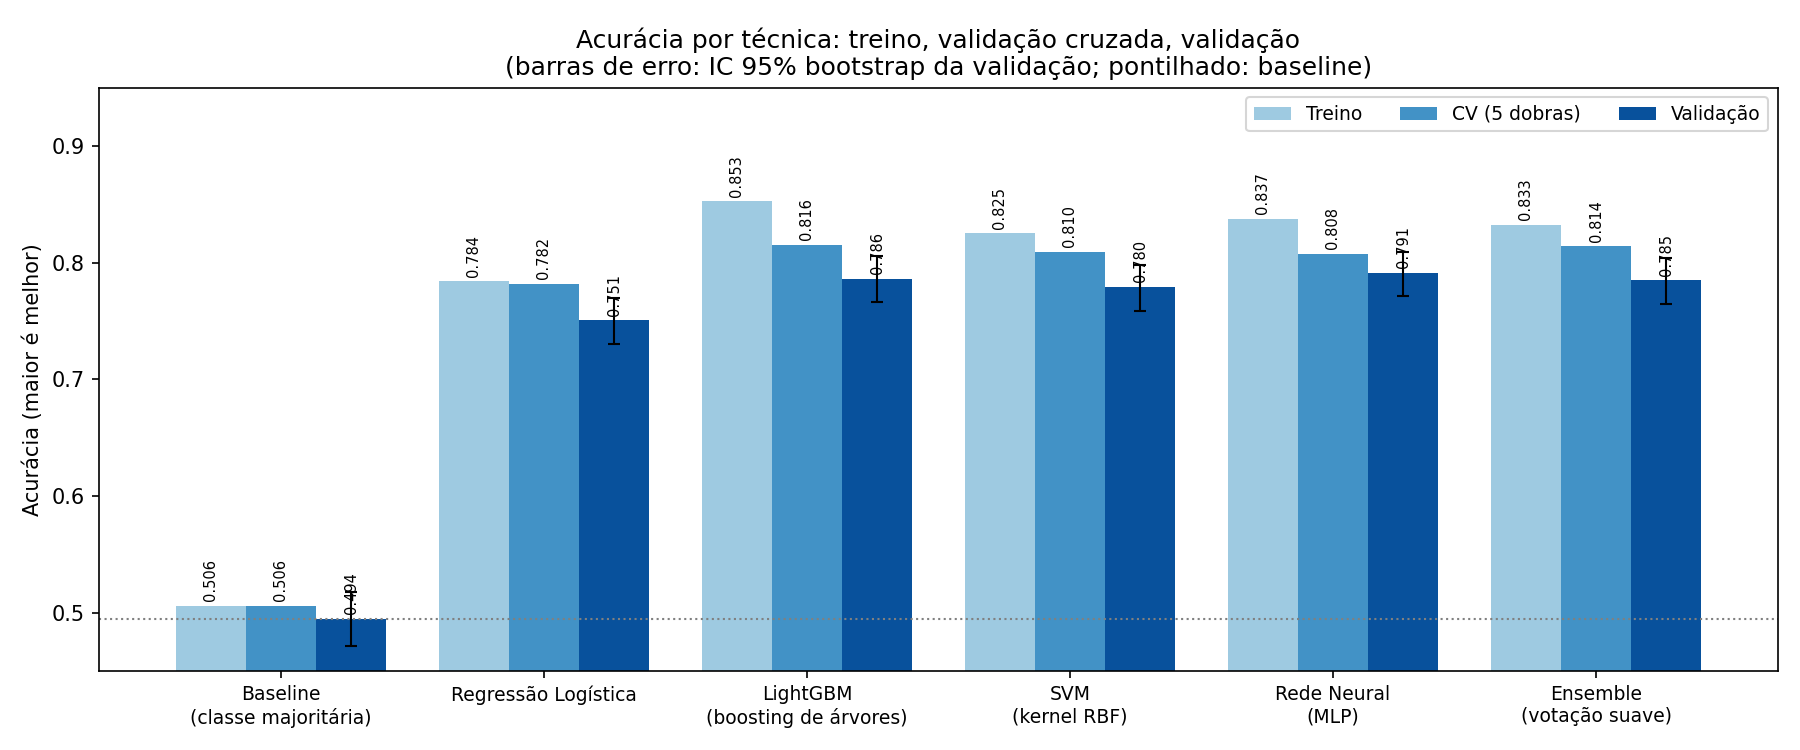 Acurácia por técnica: treino, validação cruzada, validação
(barras de erro: IC 95% bootstrap da validação; pontilhado: baseline)
Treino
CV (5 dobras)
Validação
Acurácia (maior é melhor)
0.9
0.8
0.7
0.6
0.5
0.506
0.506
0.494
0.784
0.782
0.751
0.853
0.816
0.786
0.825
0.810
0.780
0.837
0.808
0.791
0.833
0.814
0.785
Baseline
(classe majoritária)
Regressão Logística
LightGBM
(boosting de árvores)
SVM
(kernel RBF)
Rede Neural
(MLP)
Ensemble
(votação suave)